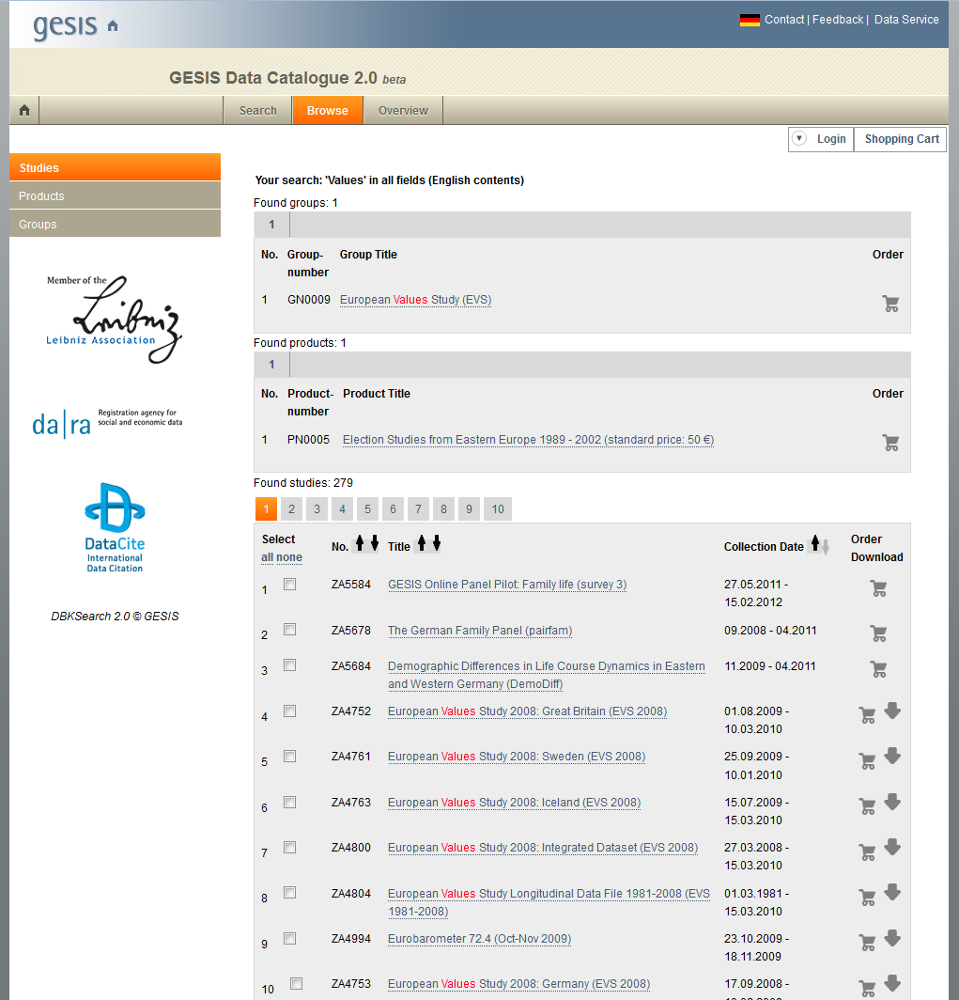 gesis
Contact | Feedback | Data Service
GESIS Data Catalogue 2.0 beta
Search Browse Overview
Login Shopping Cart
Studies
Products
Groups
Member of the
Leibniz
Leibniz Association
da|ra Registration agency for
social and economic data
DataCite
International
Data Citation
DBKSearch 2.0 © GESIS
Your search: 'Values' in all fields (English contents)
Found groups: 1
1
No. Group- Group Title Order
number
1 GN0009 European Values Study (EVS)
Found products: 1
1
No. Product- Product Title Order
number
1 PN0005 Election Studies from Eastern Europe 1989 - 2002 (standard price: 50 €)
Found studies: 279
1 2 3 4 5 6 7 8 9 10
Select No. Title Collection Date Order
all none Download
1 ZA5584 GESIS Online Panel Pilot: Family life (survey 3) 27.05.2011 -
15.02.2012
2 ZA5678 The German Family Panel (pairfam) 09.2008 - 04.2011
3 ZA5684 Demographic Differences in Life Course Dynamics in Eastern 11.2009 - 04.2011
and Western Germany (DemoDiff)
4 ZA4752 European Values Study 2008: Great Britain (EVS 2008) 01.08.2009 -
10.03.2010
5 ZA4761 European Values Study 2008: Sweden (EVS 2008) 25.09.2009 -
10.01.2010
6 ZA4763 European Values Study 2008: Iceland (EVS 2008) 15.07.2009 -
15.03.2010
7 ZA4800 European Values Study 2008: Integrated Dataset (EVS 2008) 27.03.2008 -
15.03.2010
8 ZA4804 European Values Study Longitudinal Data File 1981-2008 (EVS 01.03.1981 -
1981-2008) 15.03.2010
9 ZA4994 Eurobarometer 72.4 (Oct-Nov 2009) 23.10.2009 -
18.11.2009
10 ZA4753 European Values Study 2008: Germany (EVS 2008) 17.09.2008 -